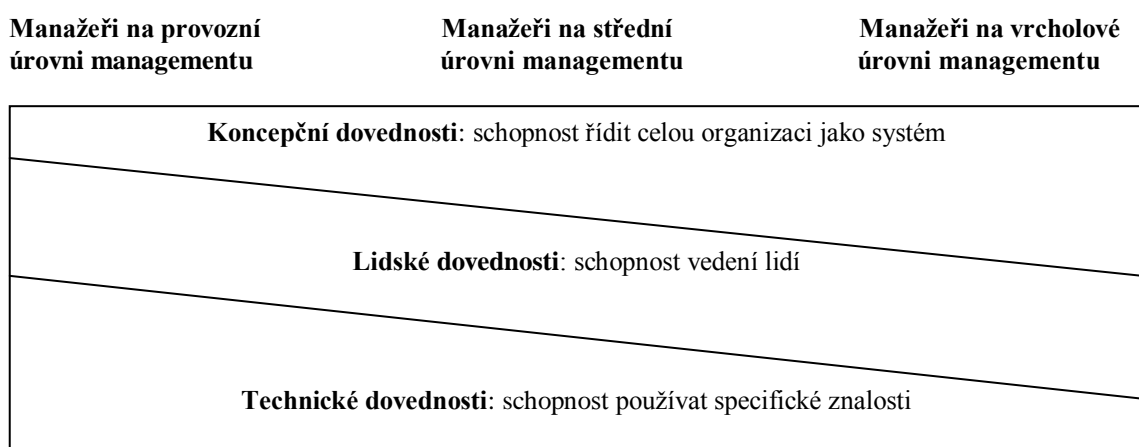 Manažeři na provozní
úrovni managementu
Manažeři na střední
úrovni managementu
Manažeři na vrcholové
úrovni managementu
Koncepční dovednosti: schopnost řídit celou organizaci jako systém
Lidské dovednosti: schopnost vedení lidí
Technické dovednosti: schopnost používat specifické znalosti